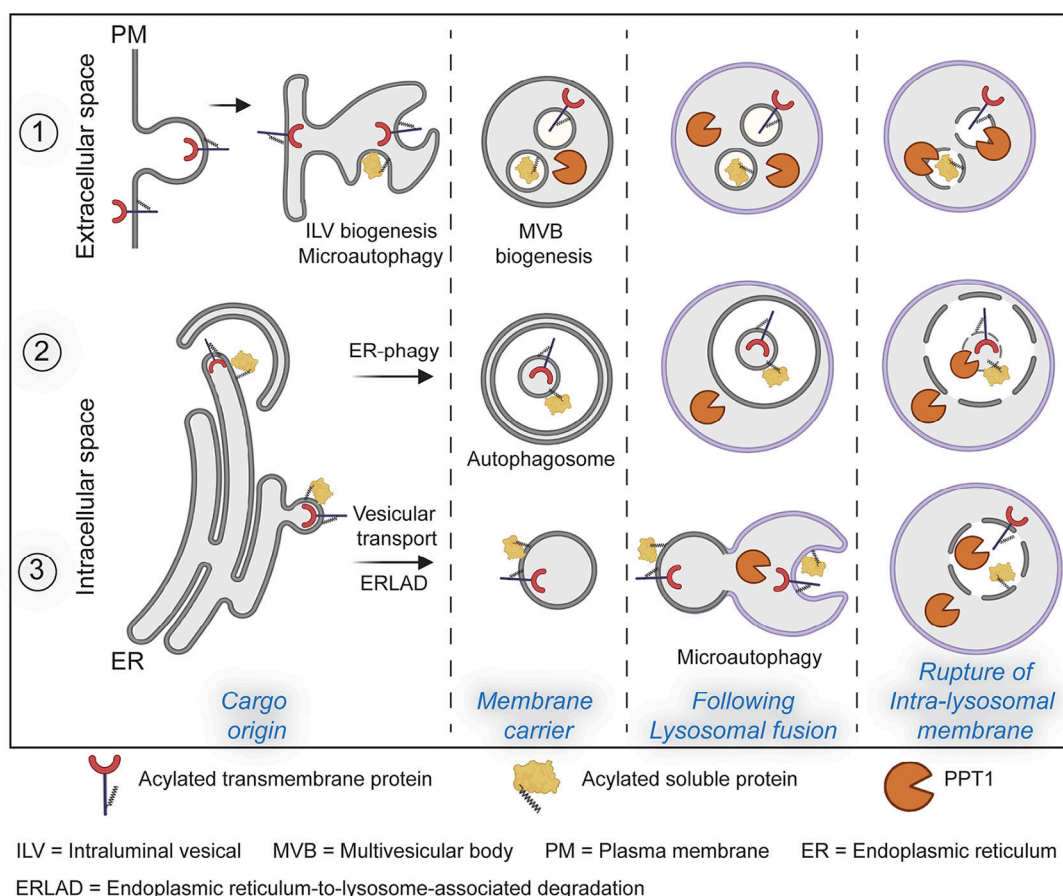 PM
Extracellular space
1
ILV biogenesis
Microautophagy
MVB
biogenesis
Intracellular space
2
ER-phagy
Autophagosome
3
Vesicular
transport
ERLAD
ER
Microautophagy
Cargo
origin
Membrane
carrier
Following
Lysosomal fusion
Rupture of
Intra-lysosomal
membrane
Acylated transmembrane protein
Acylated soluble protein
PPT1
ILV = Intraluminal vesical MVB = Multivesicular body PM = Plasma membrane ER = Endoplasmic reticulum
ERLAD = Endoplasmic reticulum-to-lysosome-associated degradation